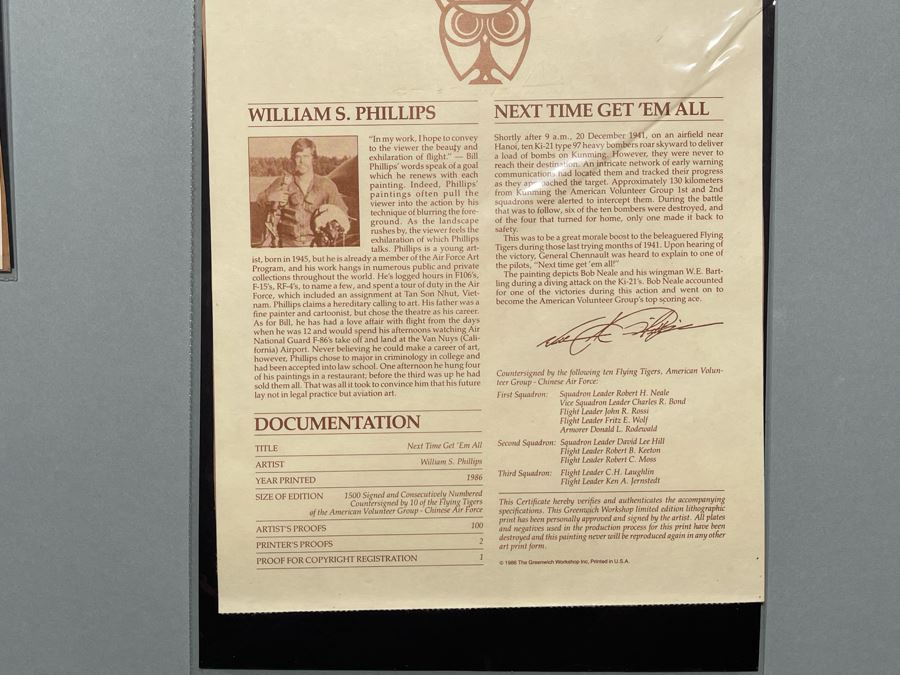 WILLIAM S. PHILLIPS
"In my work, I hope to convey
to the viewer the beauty and
exhilaration of flight." — Bill
Phillips' words speak of a goal
which he renews with each
painting. Indeed, Phillips'
paintings often pull the
viewer into the action by his
technique of blurring the fore-
ground. As the landscape
rushes by, the viewer feels the
exhilaration of which Phillips
talks. Phillips is a young art-
ist, born in 1945, but he is already a member of the Air Force Art
Program, and his work hangs in numerous public and private
collections throughout the world. He's logged hours in F106's,
F-15's, RF-4's, to name a few, and spent a tour of duty in the Air
Force, which included an assignment at Tan Son Nhut, Viet-
nam. Phillips claims a hereditary calling to art. His father was a
fine painter and cartoonist, but chose the theatre as his career.
As for Bill, he has had a love affair with flight from the days
when he was 12 and would spend his afternoons watching Air
National Guard F-86's take off and land at the Van Nuys (Cali-
fornia) Airport. Never believing he could make a career of art,
however, Phillips chose to major in criminology in college and
had been accepted into law school. One afternoon he hung four
of his paintings in a restaurant; before the third was up he had
sold them all. That was all it took to convince him that his future
lay not in legal practice but aviation art.
DOCUMENTATION
TITLE Next Time Get 'Em All
ARTIST William S. Phillips
YEAR PRINTED 1986
SIZE OF EDITION 1500 Signed and Consecutively Numbered
Countersigned by 10 of the Flying Tigers
of the American Volunteer Group - Chinese Air Force
ARTIST'S PROOFS 100
PRINTER'S PROOFS 2
PROOF FOR COPYRIGHT REGISTRATION 1
NEXT TIME GET 'EM ALL
Shortly after 9 a.m., 20 December 1941, on an airfield near
Hanoi, ten Ki-21 type 97 heavy bombers roar skyward to deliver
a load of bombs on Kunming. However, they were never to
reach their destination. An intricate network of early warning
communications had located them and tracked their progress
as they approached the target. Approximately 130 kilometers
from Kunming the American Volunteer Group 1st and 2nd
squadrons were alerted to intercept them. During the battle
that was to follow, six of the ten bombers were destroyed, and
of the four that turned for home, only one made it back to
safety.
This was to be a great morale boost to the beleaguered Flying
Tigers during those last trying months of 1941. Upon hearing of
the victory, General Chennault was heard to explain to one of
the pilots, "Next time get 'em all!"
The painting depicts Bob Neale and his wingman W.E. Bart-
ling during a diving attack on the Ki-21's. Bob Neale accounted
for one of the victories during this action and went on to
become the American Volunteer Group's top scoring ace.
Countersigned by the following ten Flying Tigers, American Volun-
teer Group - Chinese Air Force:
First Squadron: Squadron Leader Robert H. Neale
Vice Squadron Leader Charles R. Bond
Flight Leader John R. Rossi
Flight Leader Fritz E. Wolf
Armorer Donald L. Rodewald
Second Squadron: Squadron Leader David Lee Hill
Flight Leader Robert B. Keeton
Flight Leader Robert C. Moss
Third Squadron: Flight Leader C.H. Laughlin
Flight Leader Ken A. Jernstedt
This Certificate hereby verifies and authenticates the accompanying
specifications. This Greenwich Workshop limited edition lithographic
print has been personally approved and signed by the artist. All plates
and negatives used in the production process for this print have been
destroyed and this painting never will be reproduced again in any other
art print form.
© 1986 The Greenwich Workshop Inc, Printed in U.S.A.